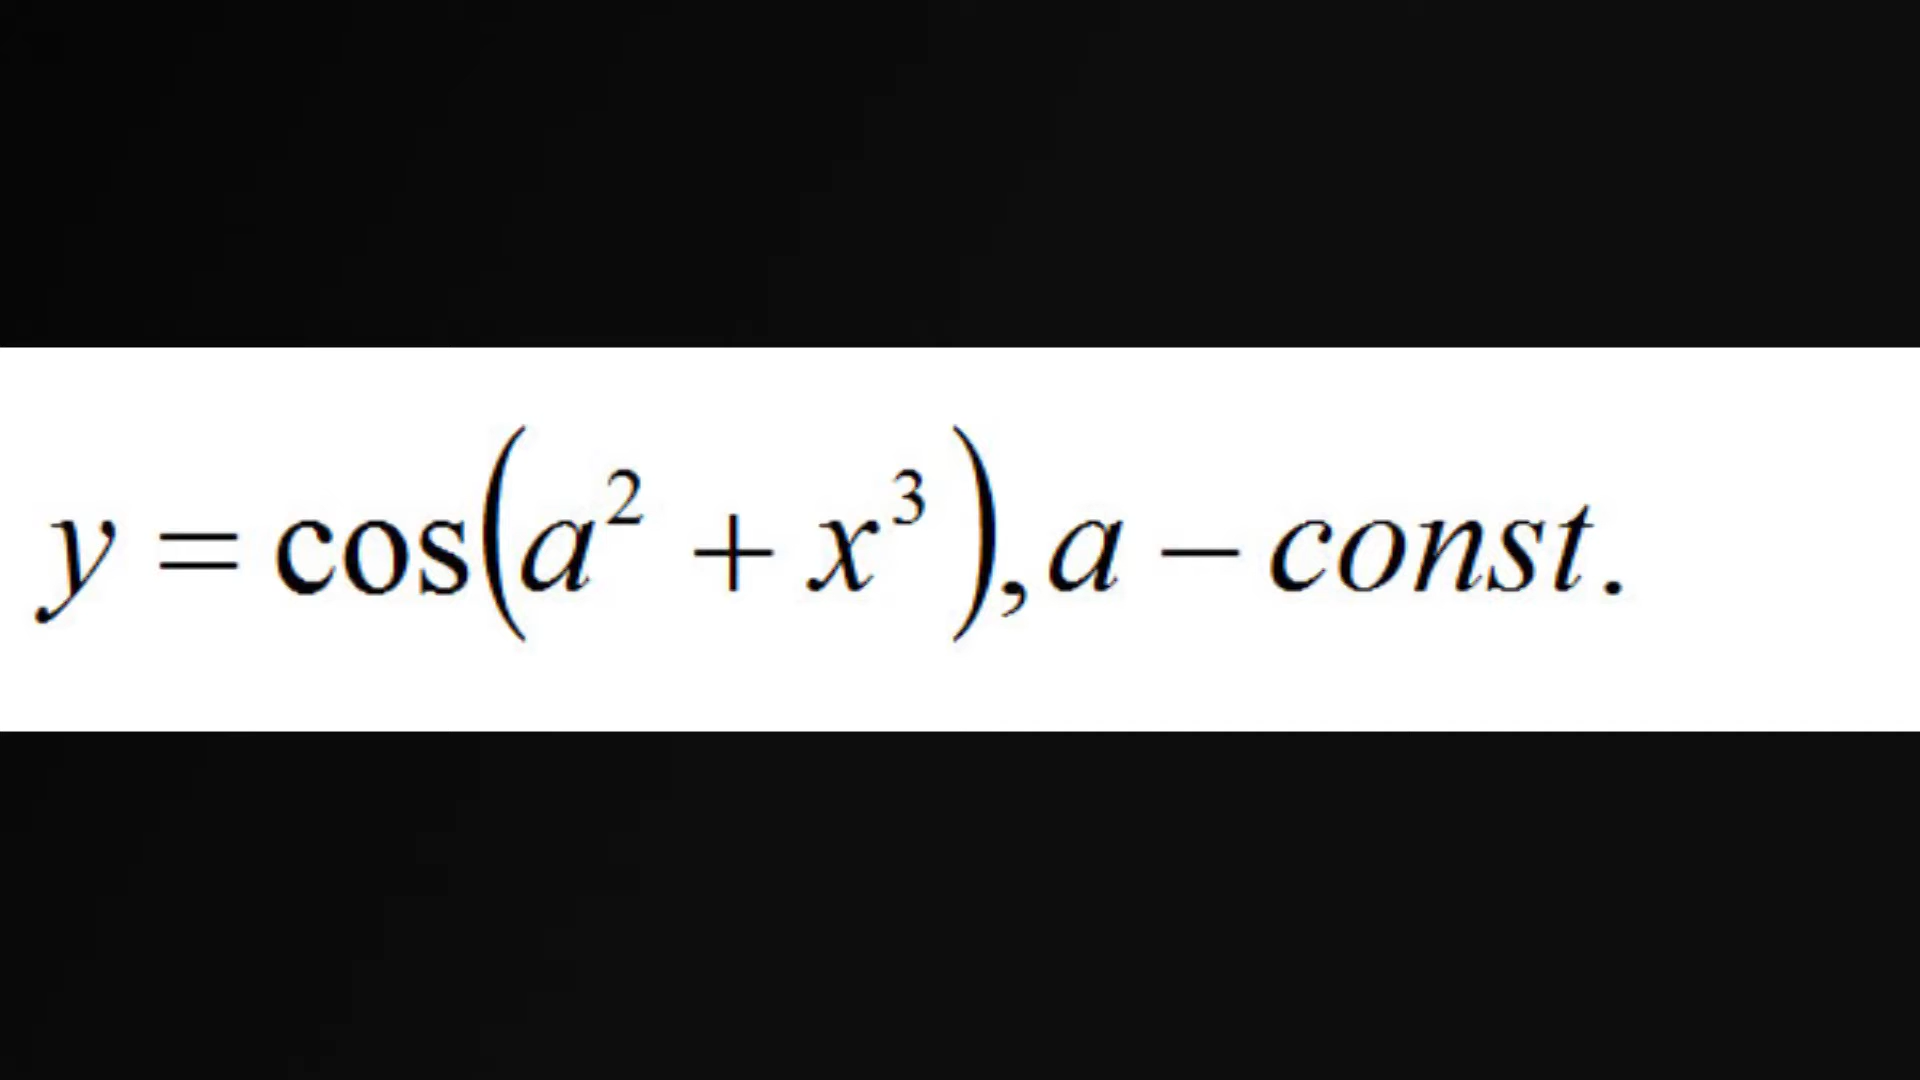 y = cos(a² + x³), a – const.